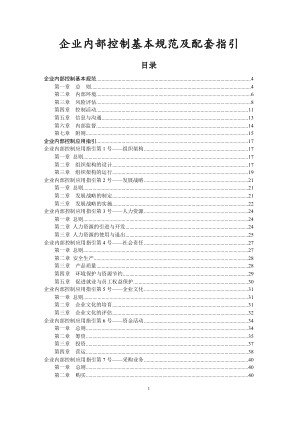 企业内部控制基本规范及配套指引
目录
企业内部控制基本规范......4
第一章 总 则......4
第二章 内部环境......6
第三章 风险评估......8
第四章 控制活动......11
第五章 信息与沟通......13
第六章 内部监督......14
第七章 附则......15
企业内部控制应用指引......17
企业内部控制应用指引第 1 号——组织架构......17
第一章 总则......17
第二章 组织架构的设计......17
第三章 组织架构的运行......19
企业内部控制应用指引第 2 号——发展战略......21
第一章 总则......21
第二章 发展战略的制定......21
第三章 发展战略的实施......22
企业内部控制应用指引第 3 号——人力资源......24
第一章 总则......24
第二章 人力资源的引进与开发......24
第三章 人力资源的使用与退出......25
企业内部控制应用指引第 4 号——社会责任......27
第一章 总则......27
第二章 安全生产......27
第三章 产品质量......28
第四章 环境保护与资源节约......29
第五章 促进就业与员工权益保护......30
企业内部控制应用指引第 5 号——企业文化......31
第一章 总则......31
第二章 企业文化的培育......31
第三章 企业文化的评估......32
企业内部控制应用指引第 6 号——资金活动......34
第一章 总则......34
第二章 筹资......34
第三章 投资......37
第四章 营运......38
企业内部控制应用指引第 7 号——采购业务......40
第一章 总则......40
第二章 购买......40
1